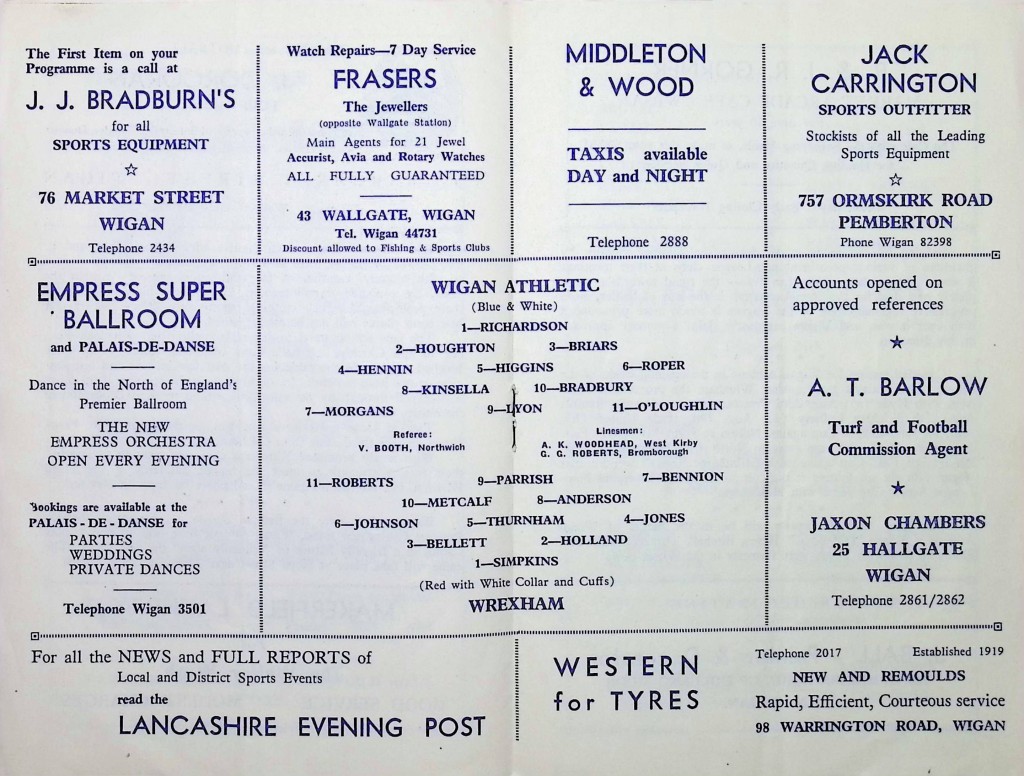 The First Item on your
Programme is a call at
J. J. BRADBURN'S
for all
SPORTS EQUIPMENT
76 MARKET STREET
WIGAN
Telephone 2434
Watch Repairs—7 Day Service
FRASERS
The Jewellers
(opposite Wallgate Station)
Main Agents for 21 Jewel
Accurist, Avia and Rotary Watches
ALL FULLY GUARANTEED
43 WALLGATE, WIGAN
Tel. Wigan 44731
Discount allowed to Fishing & Sports Clubs
MIDDLETON
& WOOD
TAXIS available
DAY and NIGHT
Telephone 2888
JACK
CARRINGTON
SPORTS OUTFITTER
Stockists of all the Leading
Sports Equipment
757 ORMSKIRK ROAD
PEMBERTON
Phone Wigan 82398
EMPRESS SUPER
BALLROOM
and PALAIS-DE-DANSE
Dance in the North of England's
Premier Ballroom
THE NEW
EMPRESS ORCHESTRA
OPEN EVERY EVENING
Bookings are available at the
PALAIS - DE - DANSE for
PARTIES
WEDDINGS
PRIVATE DANCES
Telephone Wigan 3501
WIGAN ATHLETIC
(Blue & White)
1—RICHARDSON
2—HOUGHTON 3—BRIARS
4—HENNIN 5—HIGGINS 6—ROPER
8—KINSELLA 10—BRADBURY
7—MORGANS 9—LYON 11—O'LOUGHLIN
Referee:
V. BOOTH, Northwich
Linesmen:
A. K. WOODHEAD, West Kirby
G. G. ROBERTS, Bromborough
11—ROBERTS 9—PARRISH 7—BENNION
10—METCALF 8—ANDERSON
6—JOHNSON 5—THURNHAM 4—JONES
3—BELLETT 2—HOLLAND
1—SIMPKINS
(Red with White Collar and Cuffs)
WREXHAM
Accounts opened on
approved references
A. T. BARLOW
Turf and Football
Commission Agent
JAXON CHAMBERS
25 HALLGATE
WIGAN
Telephone 2861/2862
For all the NEWS and FULL REPORTS of
Local and District Sports Events
read the
LANCASHIRE EVENING POST
WESTERN
for TYRES
Telephone 2017 Established 1919
NEW AND REMOULDS
Rapid, Efficient, Courteous service
98 WARRINGTON ROAD, WIGAN